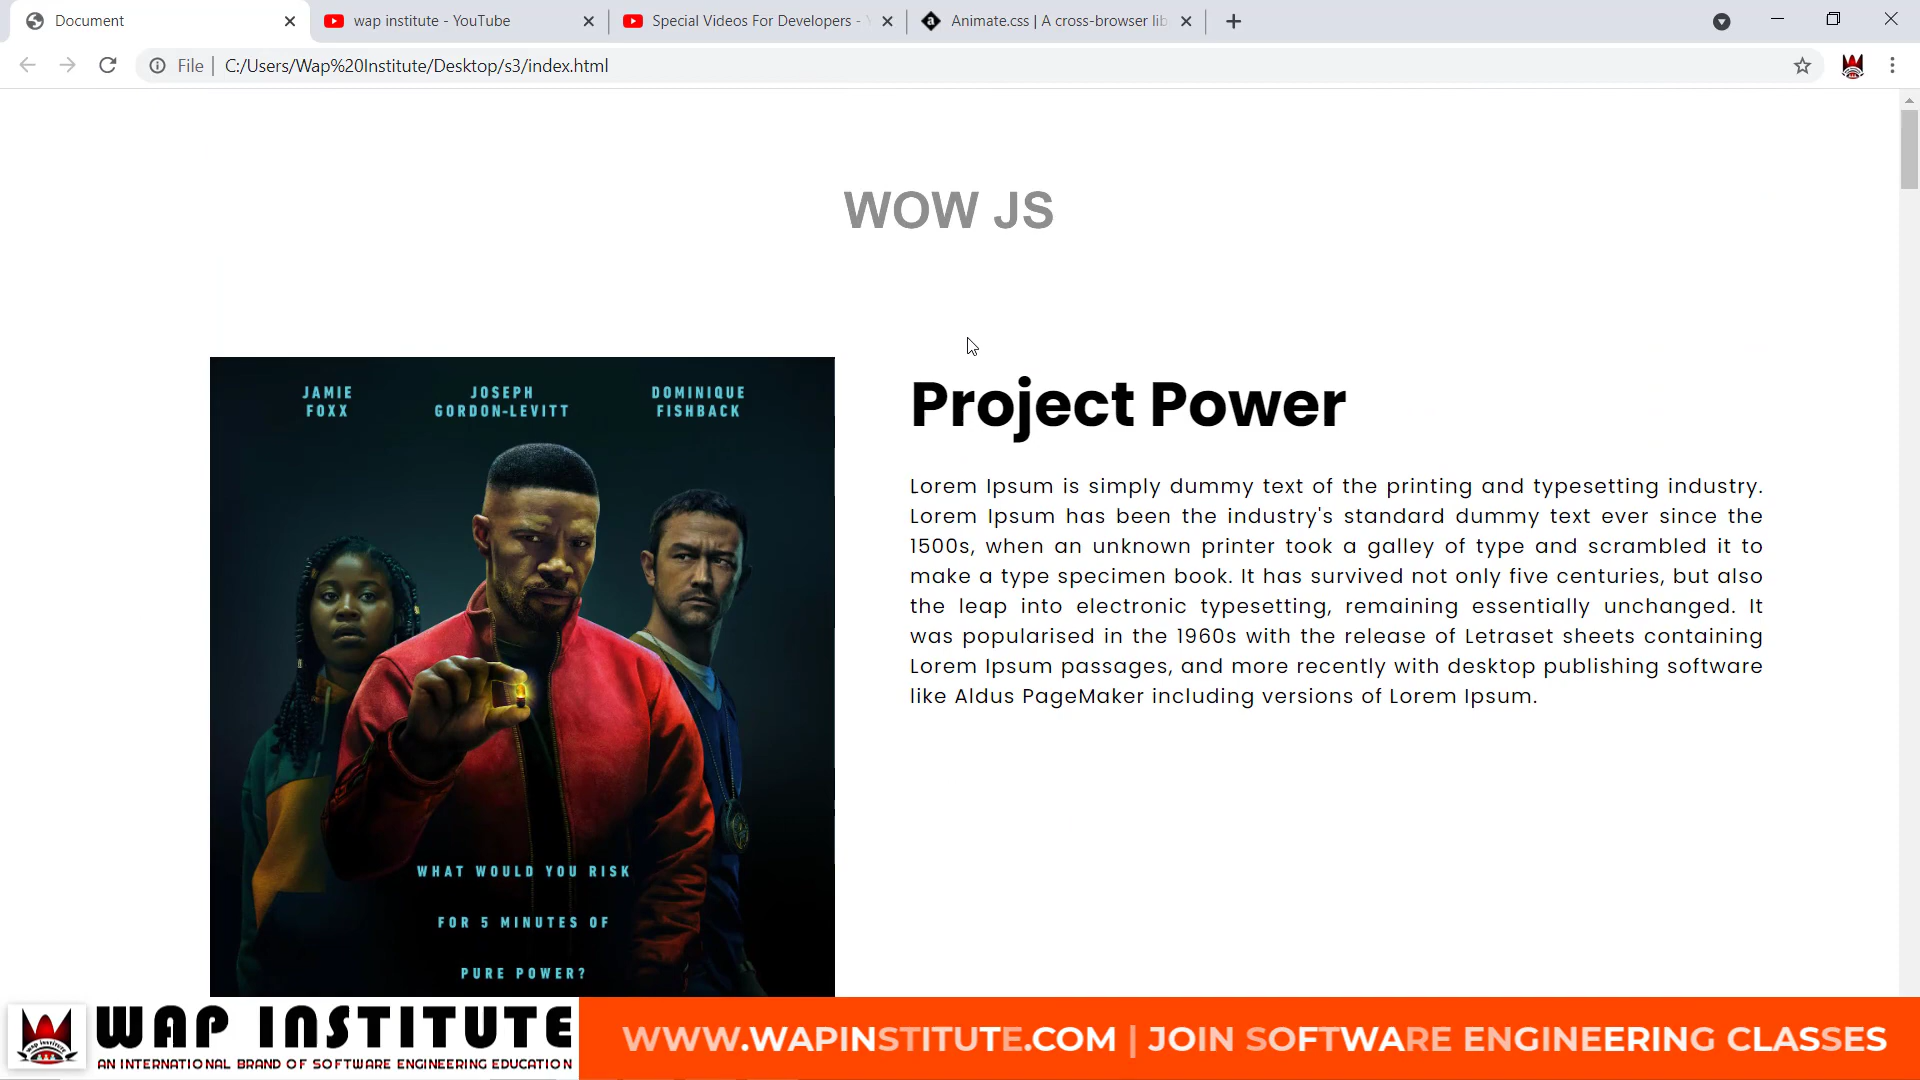 Document
wap institute - YouTube
Special Videos For Developers -
Animate.css | A cross-browser lib
File | C:/Users/Wap%20Institute/Desktop/s3/index.html
WOW JS
JAMIE
FOXX
JOSEPH
GORDON-LEVITT
DOMINIQUE
FISHBACK
WHAT WOULD YOU RISK
FOR 5 MINUTES OF
PURE POWER?
Project Power
Lorem Ipsum is simply dummy text of the printing and typesetting industry.
Lorem Ipsum has been the industry's standard dummy text ever since the
1500s, when an unknown printer took a galley of type and scrambled it to
make a type specimen book. It has survived not only five centuries, but also
the leap into electronic typesetting, remaining essentially unchanged. It
was popularised in the 1960s with the release of Letraset sheets containing
Lorem Ipsum passages, and more recently with desktop publishing software
like Aldus PageMaker including versions of Lorem Ipsum.
wap institute
WAP INSTITUTE
AN INTERNATIONAL BRAND OF SOFTWARE ENGINEERING EDUCATION
WWW.WAPINSTITUTE.COM | JOIN SOFTWARE ENGINEERING CLASSES